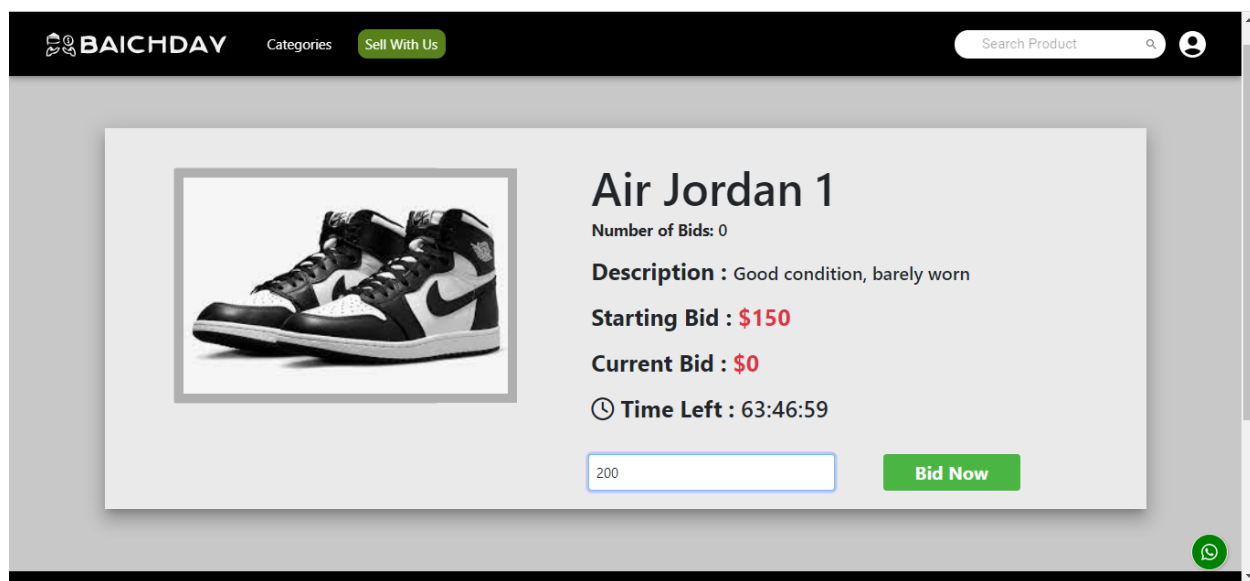 BAICHDAY
Categories
Sell With Us
Search Product
Air Jordan 1
Number of Bids: 0
Description : Good condition, barely worn
Starting Bid : $150
Current Bid : $0
Time Left : 63:46:59
200
Bid Now